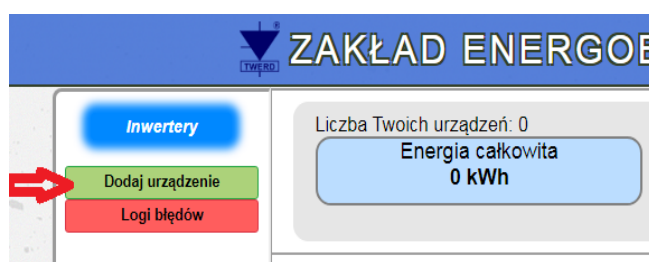 ® TWERD
ZAKŁAD ENERGOE
Inwertery
Dodaj urządzenie
Logi błędów
Liczba Twoich urządzeń: 0
Energia całkowita
0 kWh